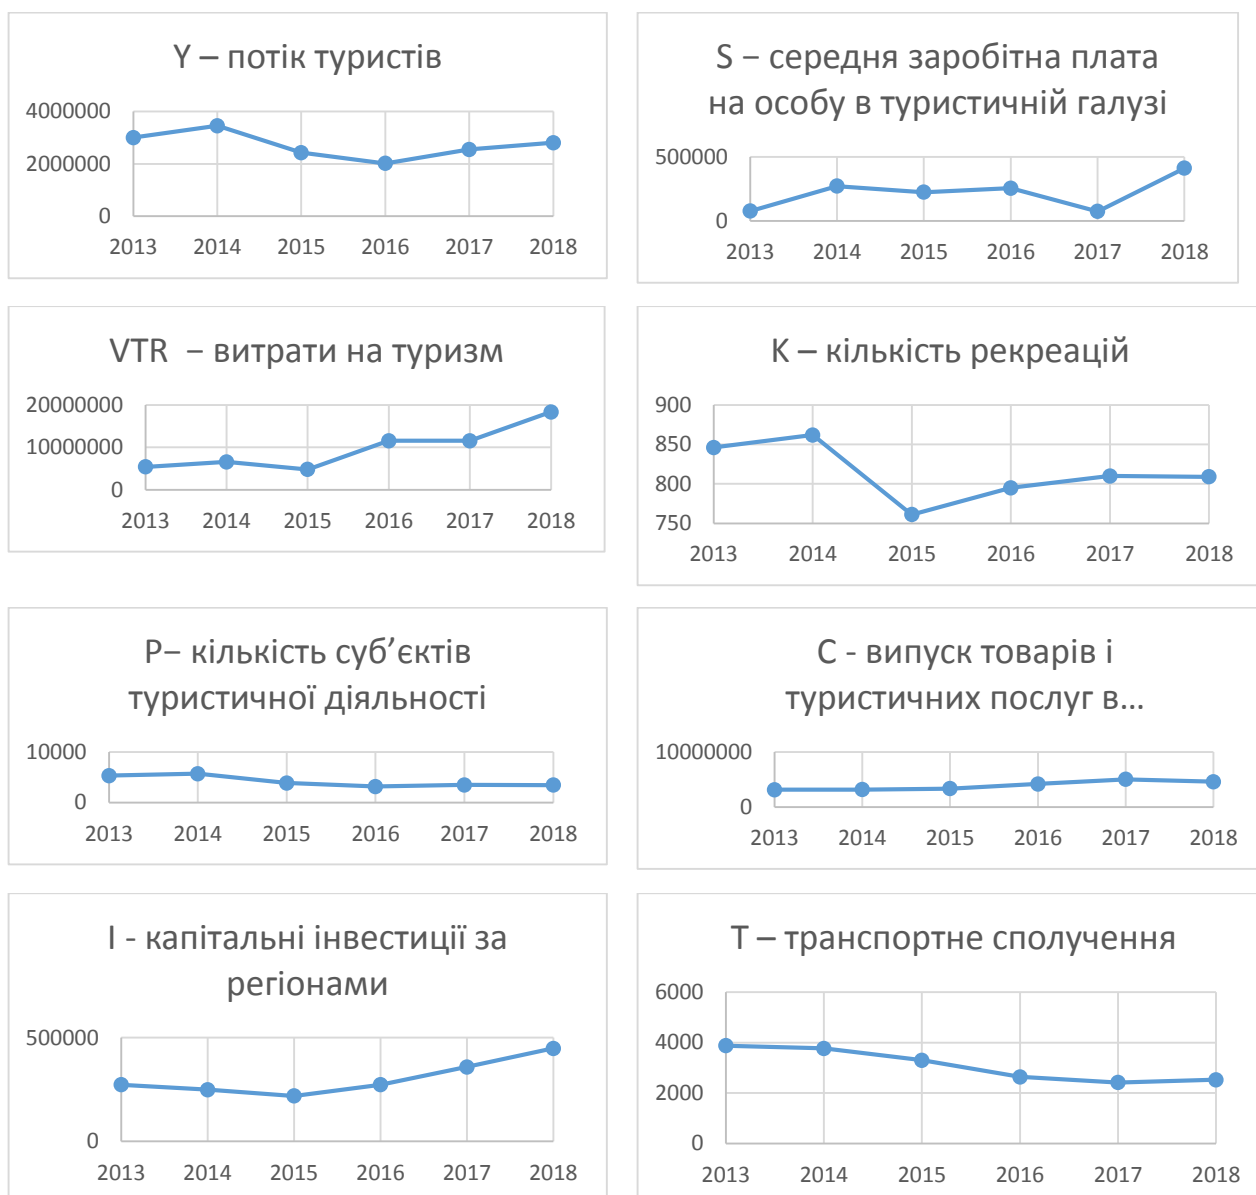 Y – потік туристів
4000000
2000000
0
2013 2014 2015 2016 2017 2018
S – середня заробітна плата
на особу в туристичній галузі
500000
0
2013 2014 2015 2016 2017 2018
VTR – витрати на туризм
20000000
10000000
0
2013 2014 2015 2016 2017 2018
K – кількість рекреацій
900
850
800
750
2013 2014 2015 2016 2017 2018
P– кількість суб’єктів
туристичної діяльності
10000
0
2013 2014 2015 2016 2017 2018
C - випуск товарів і
туристичних послуг в...
10000000
0
2013 2014 2015 2016 2017 2018
I - капітальні інвестиції за
регіонами
500000
0
2013 2014 2015 2016 2017 2018
T – транспортне сполучення
6000
4000
2000
0
2013 2014 2015 2016 2017 2018